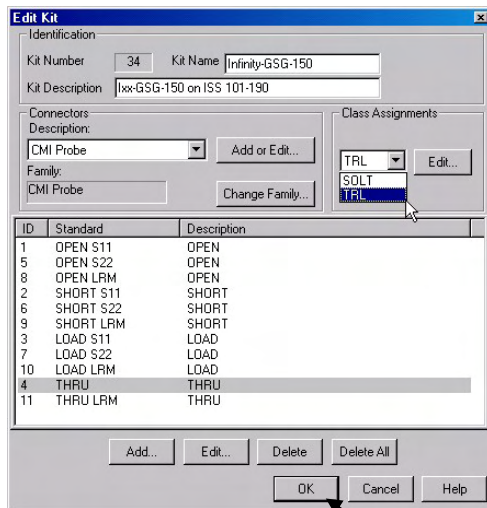 Edit Kit
Identification
Kit Number 34 Kit Name Infinity-GSG-150
Kit Description Ixx-GSG-150 on ISS 101-190
Connectors
Description:
CMI Probe Add or Edit...
Family:
CMI Probe Change Family...
Class Assignments
TRL Edit...
SOLT
TRL
ID Standard Description
1 OPEN S11 OPEN
5 OPEN S22 OPEN
8 OPEN LRM OPEN
2 SHORT S11 SHORT
6 SHORT S22 SHORT
9 SHORT LRM SHORT
3 LOAD S11 LOAD
7 LOAD S22 LOAD
10 LOAD LRM LOAD
4 THRU THRU
11 THRU LRM THRU
Add... Edit... Delete Delete All
OK Cancel Help